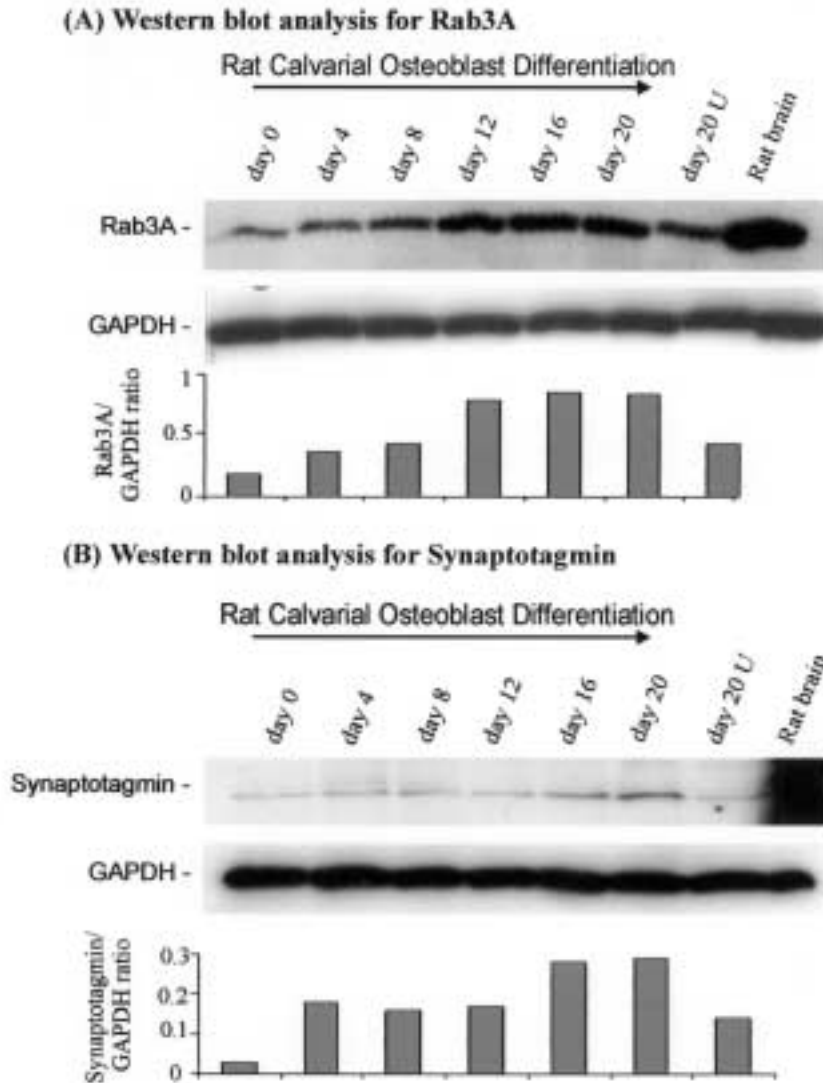 (A) Western blot analysis for Rab3A
Rat Calvarial Osteoblast Differentiation
day 0 day 4 day 8 day 12 day 16 day 20 day 20 U Rat brain
Rab3A -
GAPDH -
Rab3A/
GAPDH ratio
1
0.5
0
(B) Western blot analysis for Synaptotagmin
Rat Calvarial Osteoblast Differentiation
day 0 day 4 day 8 day 12 day 16 day 20 day 20 U Rat brain
Synaptotagmin -
GAPDH -
Synaptotagmin/
GAPDH ratio
0.3
0.2
0.1
0